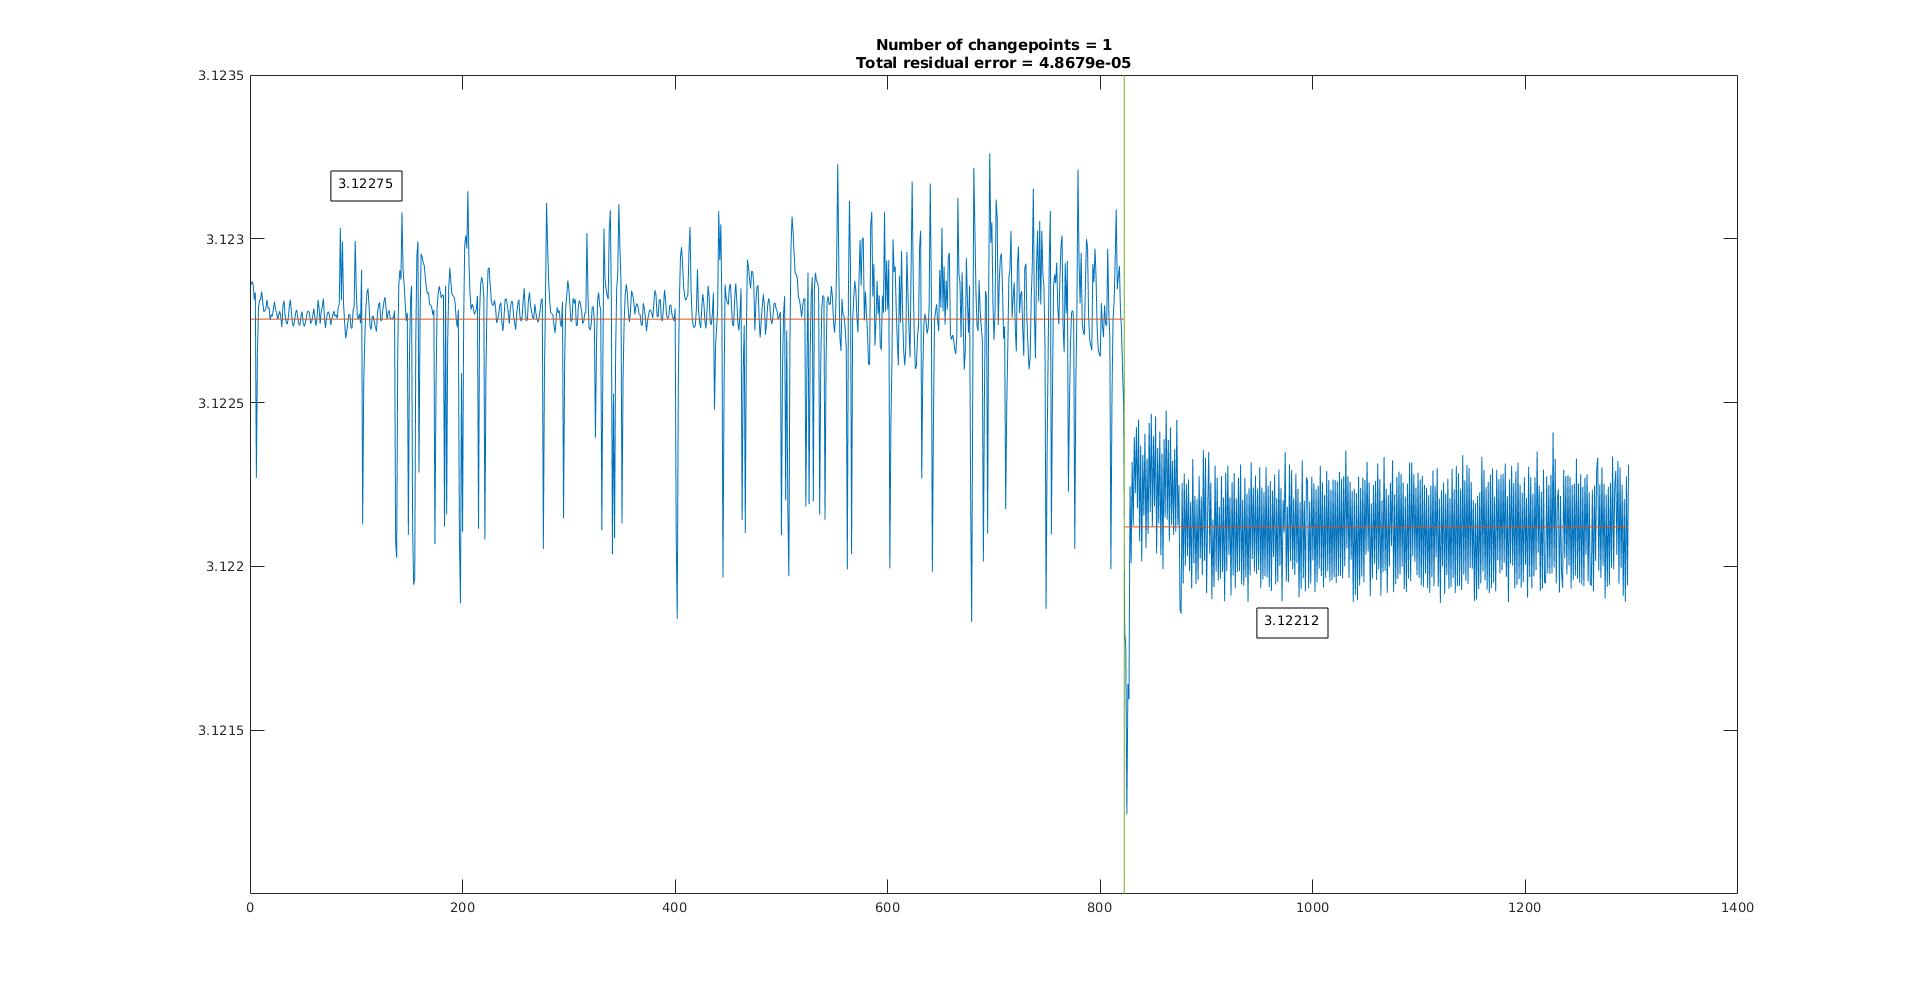 Number of changepoints = 1
Total residual error = 4.8679e-05
3.1235
3.12275
3.123
3.1225
3.122
3.12212
3.1215
0 200 400 600 800 1000 1200 1400